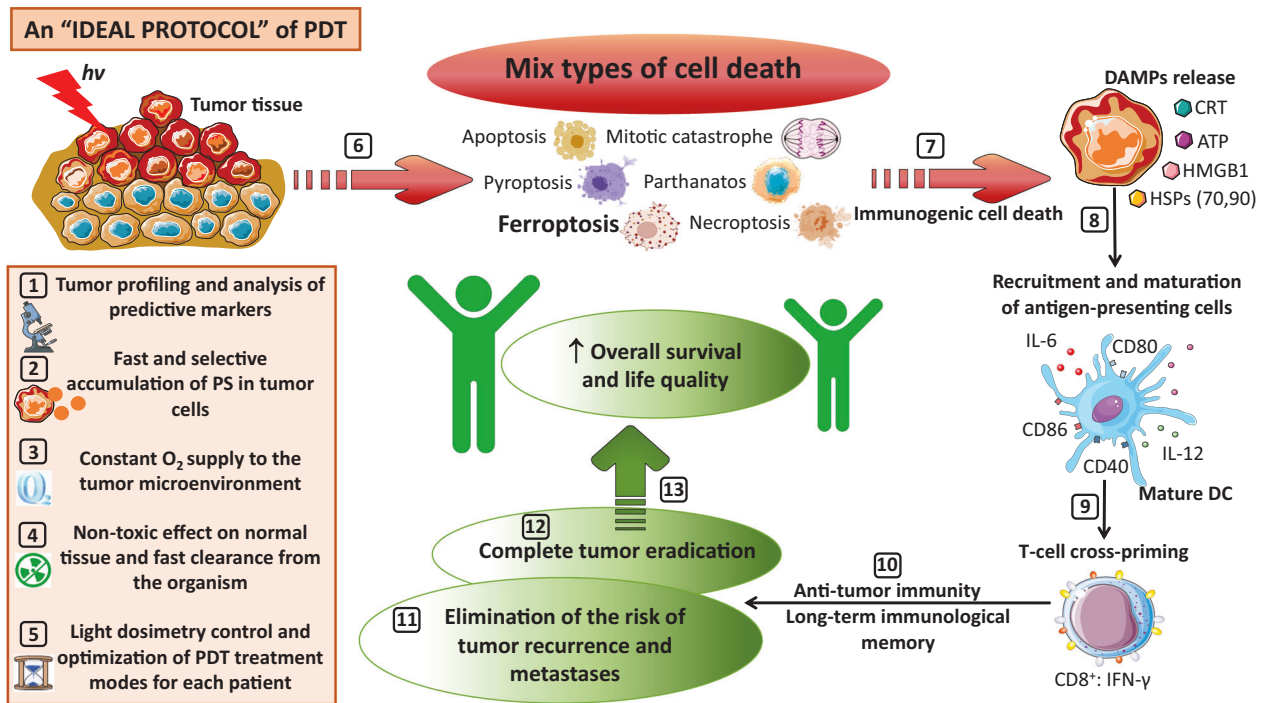 An “IDEAL PROTOCOL” of PDT
hv
Tumor tissue
6
Mix types of cell death
Apoptosis
Mitotic catastrophe
Pyroptosis
Parthanatos
Ferroptosis
Necroptosis
7
Immunogenic cell death
DAMPs release
CRT
ATP
HMGB1
HSPs (70,90)
8
Recruitment and maturation
of antigen-presenting cells
IL-6
CD80
CD86
CD40
IL-12
Mature DC
9
T-cell cross-priming
CD8⁺: IFN-γ
10
Anti-tumor immunity
Long-term immunological
memory
11
Elimination of the risk of
tumor recurrence and
metastases
12
Complete tumor eradication
13
↑ Overall survival
and life quality
1
Tumor profiling and analysis of
predictive markers
2
Fast and selective
accumulation of PS in tumor
cells
3
Constant O₂ supply to the
tumor microenvironment
O₂
4
Non-toxic effect on normal
tissue and fast clearance from
the organism
5
Light dosimetry control and
optimization of PDT treatment
modes for each patient